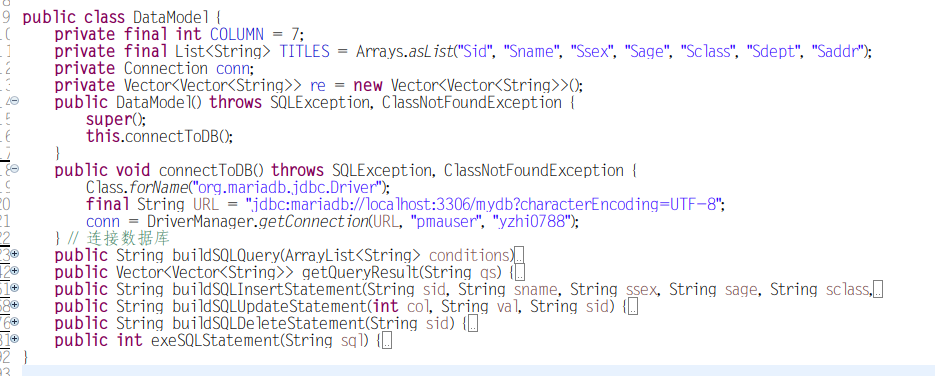 9 public class DataModel {
private final int COLUMN = 7;
private final List<String> TITLES = Arrays.asList("Sid", "Sname", "Ssex", "Sage", "Sclass", "Sdept", "Saddr");
private Connection conn;
private Vector<Vector<String>> re = new Vector<Vector<String>>();
public DataModel() throws SQLException, ClassNotFoundException {
super();
this.connectToDB();
}
public void connectToDB() throws SQLException, ClassNotFoundException {
Class.forName("org.mariadb.jdbc.Driver");
20 final String URL = "jdbc:mariadb://localhost:3306/mydb?characterEncoding=UTF-8";
21 conn = DriverManager.getConnection(URL, "pmauser", "yzhi0788");
22 } // 连接数据库
public String buildSQLQuery(ArrayList<String> conditions)
public Vector<Vector<String>> getQueryResult(String qs) {
public String buildSQLInsertStatement(String sid, String sname, String ssex, String sage, String sclass,
public String buildSQLUpdateStatement(int col, String val, String sid) {
public String buildSQLDeleteStatement(String sid) {
public int exeSQLStatement(String sql) {
}